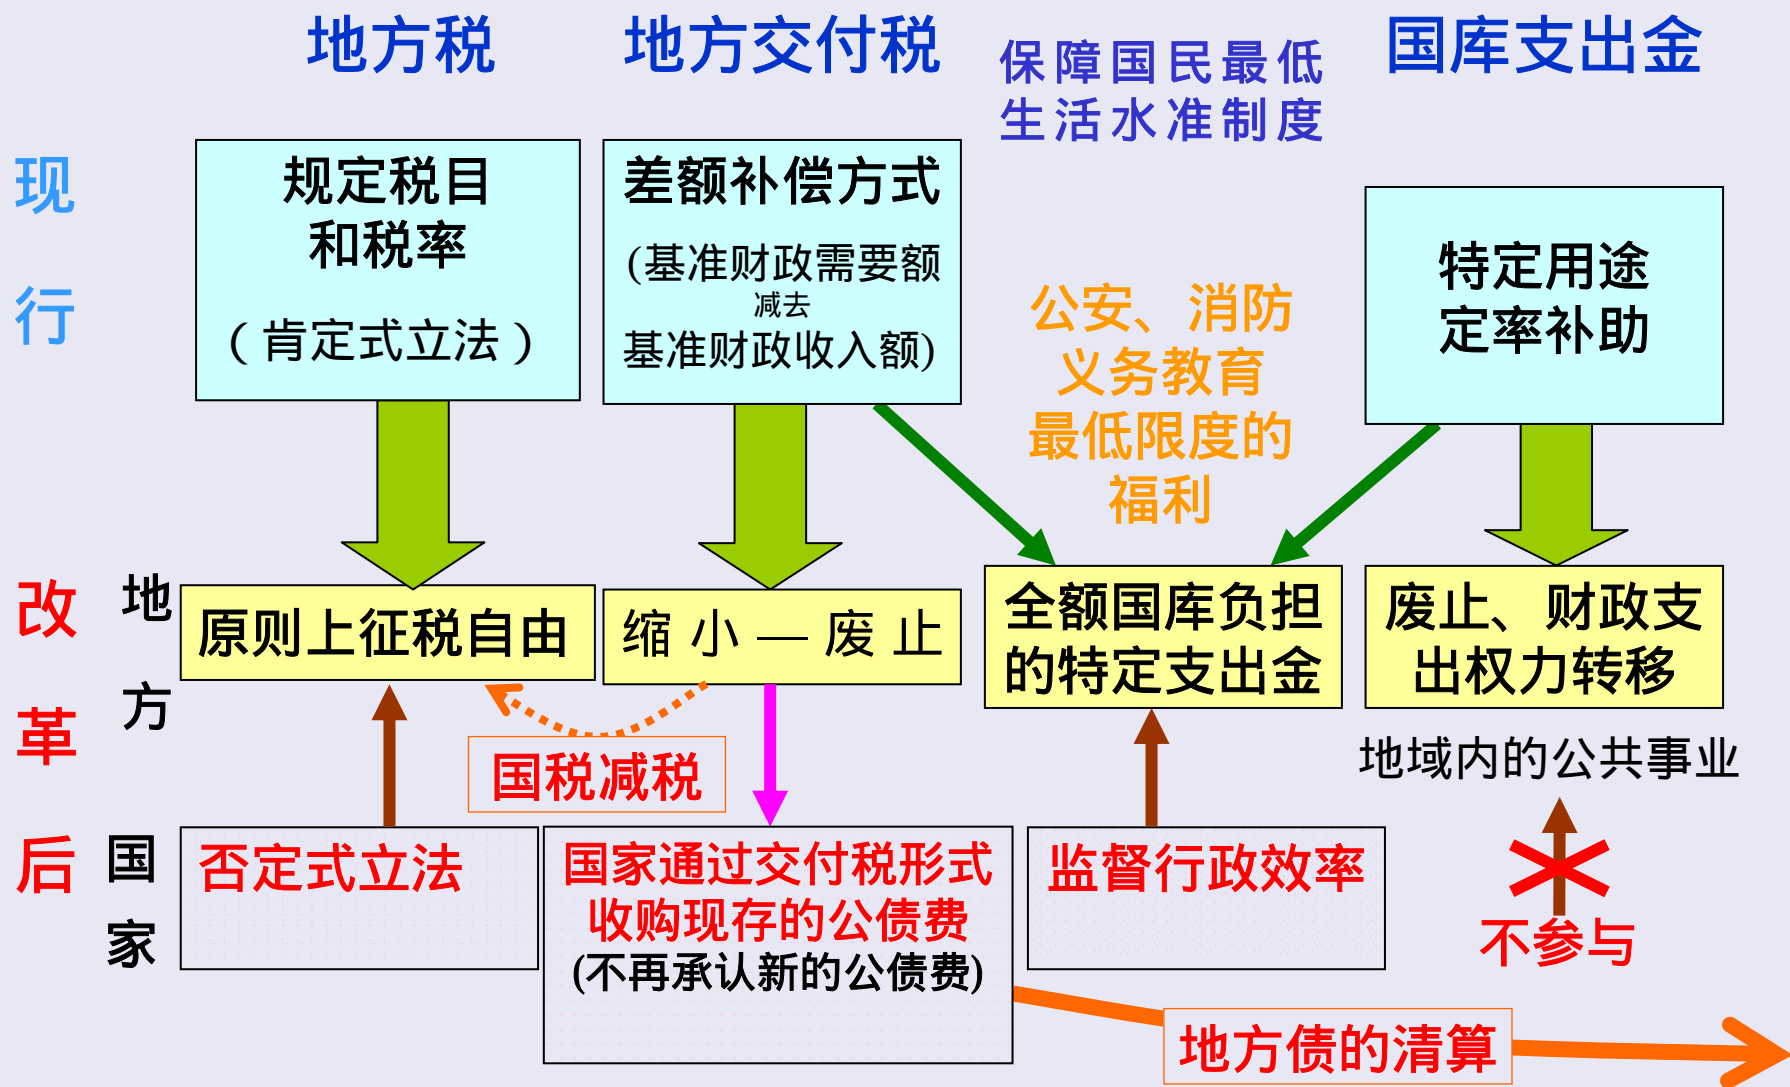 地方税
地方交付税
保障国民最低
生活水准制度
国库支出金
现
行
规定税目
和税率
（肯定式立法）
差额补偿方式
(基准财政需要额
减去
基准财政收入额)
公安、消防
义务教育
最低限度的
福利
特定用途
定率补助
改
革
后
地
方
原则上征税自由
缩小—废止
全额国库负担
的特定支出金
废止、财政支
出权力转移
国税减税
地域内的公共事业
国
家
否定式立法
国家通过交付税形式
收购现存的公债费
(不再承认新的公债费)
监督行政效率
不参与
地方债的清算